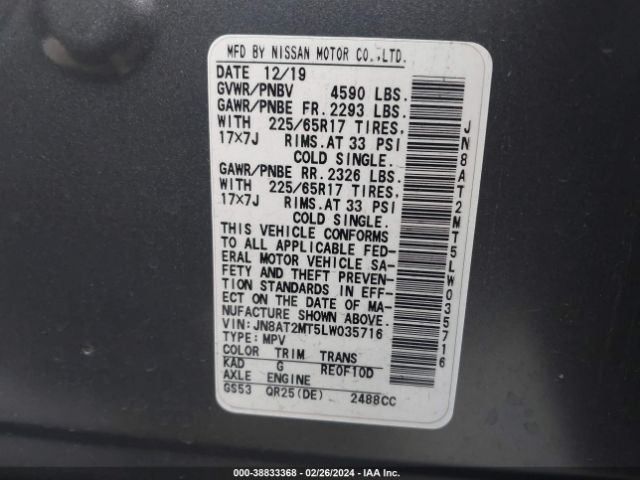 MFD BY NISSAN MOTOR CO.,LTD.
DATE 12/19
GVWR/PNBV 4590 LBS.
GAWR/PNBE FR. 2293 LBS.
WITH 225/65R17 TIRES,
17×7J RIMS.AT 33 PSI
COLD SINGLE.
GAWR/PNBE RR. 2326 LBS.
WITH 225/65R17 TIRES,
17×7J RIMS.AT 33 PSI
COLD SINGLE.
THIS VEHICLE CONFORMS
TO ALL APPLICABLE FED-
ERAL MOTOR VEHICLE SA-
FETY AND THEFT PREVEN-
TION STANDARDS IN EFF-
ECT ON THE DATE OF MA-
NUFACTURE SHOWN ABOVE.
VIN: JN8AT2MT5LW035716
TYPE: MPV
COLOR TRIM TRANS
KAD G RE0F10D
AXLE ENGINE
GS53 QR25(DE) 2488CC
JN8AT2MT5LW035716
000-38833368 | 02/26/2024 | IAA Inc.